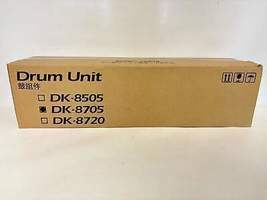 Drum Unit
鼓組件
□ DK-8505
■ DK-8705
□ DK-8720